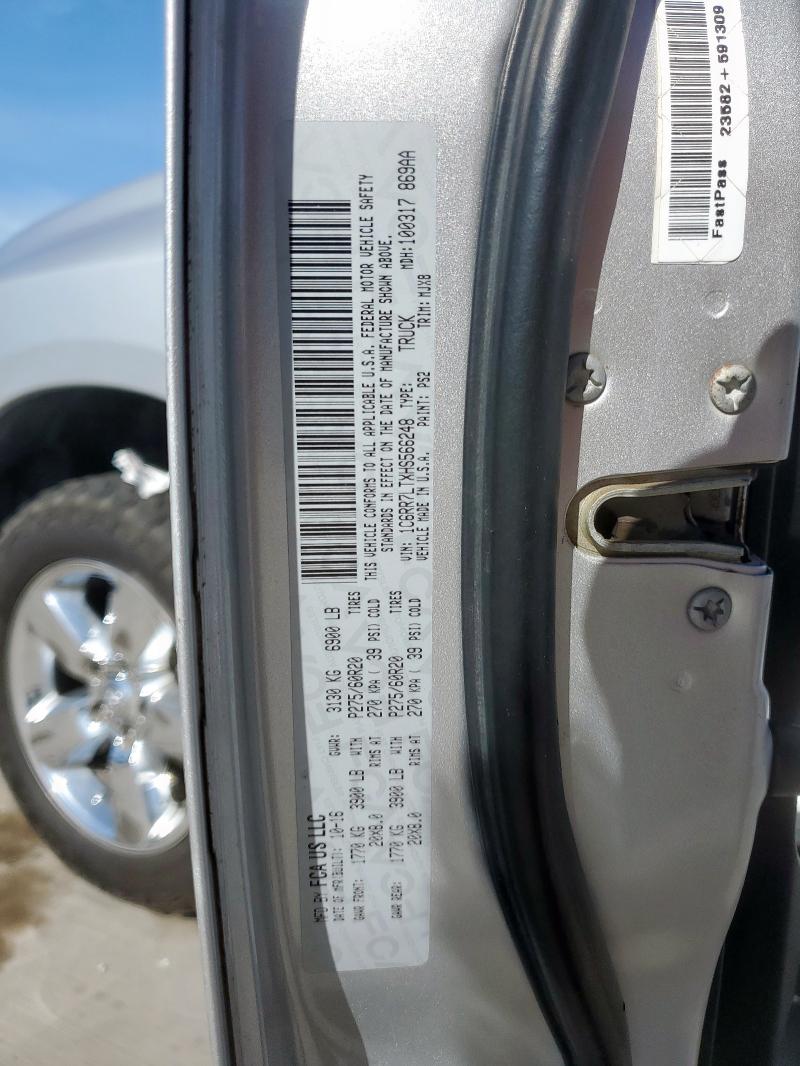 MFD BY FCA US LLC
DATE OF MFR(BUILT): 10-16 GVWR: 3130 KG 6900 LB
GAWR FRONT: 1770 KG 3900 LB WITH P275/60R20 TIRES
20X8.0 RIMS AT 270 KPA ( 39 PSI) COLD
GAWR REAR: 1770 KG 3900 LB WITH P275/60R20 TIRES
20X8.0 RIMS AT 270 KPA ( 39 PSI) COLD
THIS VEHICLE CONFORMS TO ALL APPLICABLE U.S.A. FEDERAL MOTOR VEHICLE SAFETY
STANDARDS IN EFFECT ON THE DATE OF MANUFACTURE SHOWN ABOVE.
VIN: 1C6RR7LTXHS566248 TYPE: TRUCK MDH:100317 869AA
VEHICLE MADE IN U.S.A. PAINT: PS2 TRIM: MJXB
FastPass 23582 + 591309